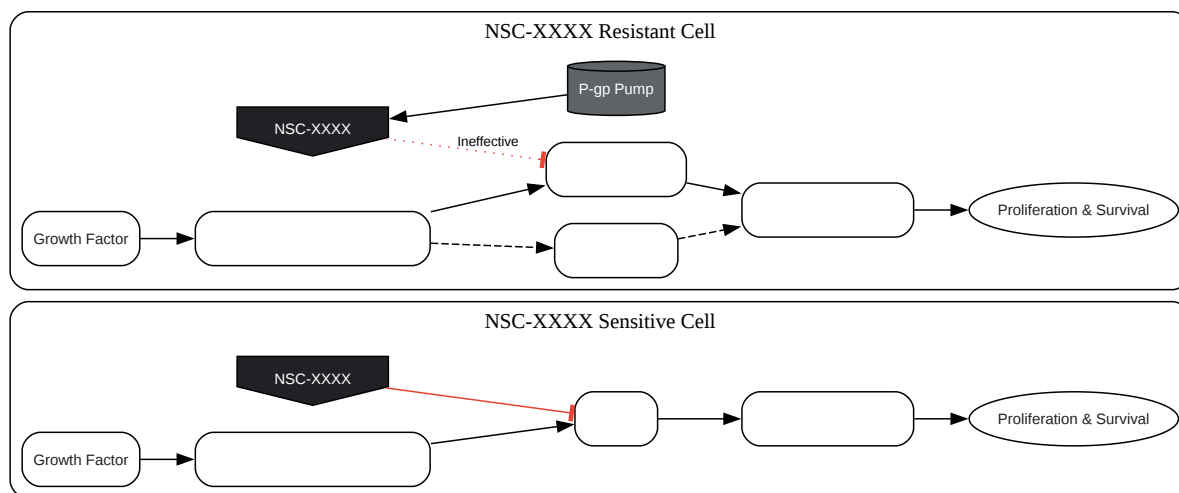 NSC-XXXX Resistant Cell
P-gp Pump
NSC-XXXX
Ineffective
Growth Factor
Proliferation & Survival
NSC-XXXX Sensitive Cell
NSC-XXXX
Growth Factor
Proliferation & Survival